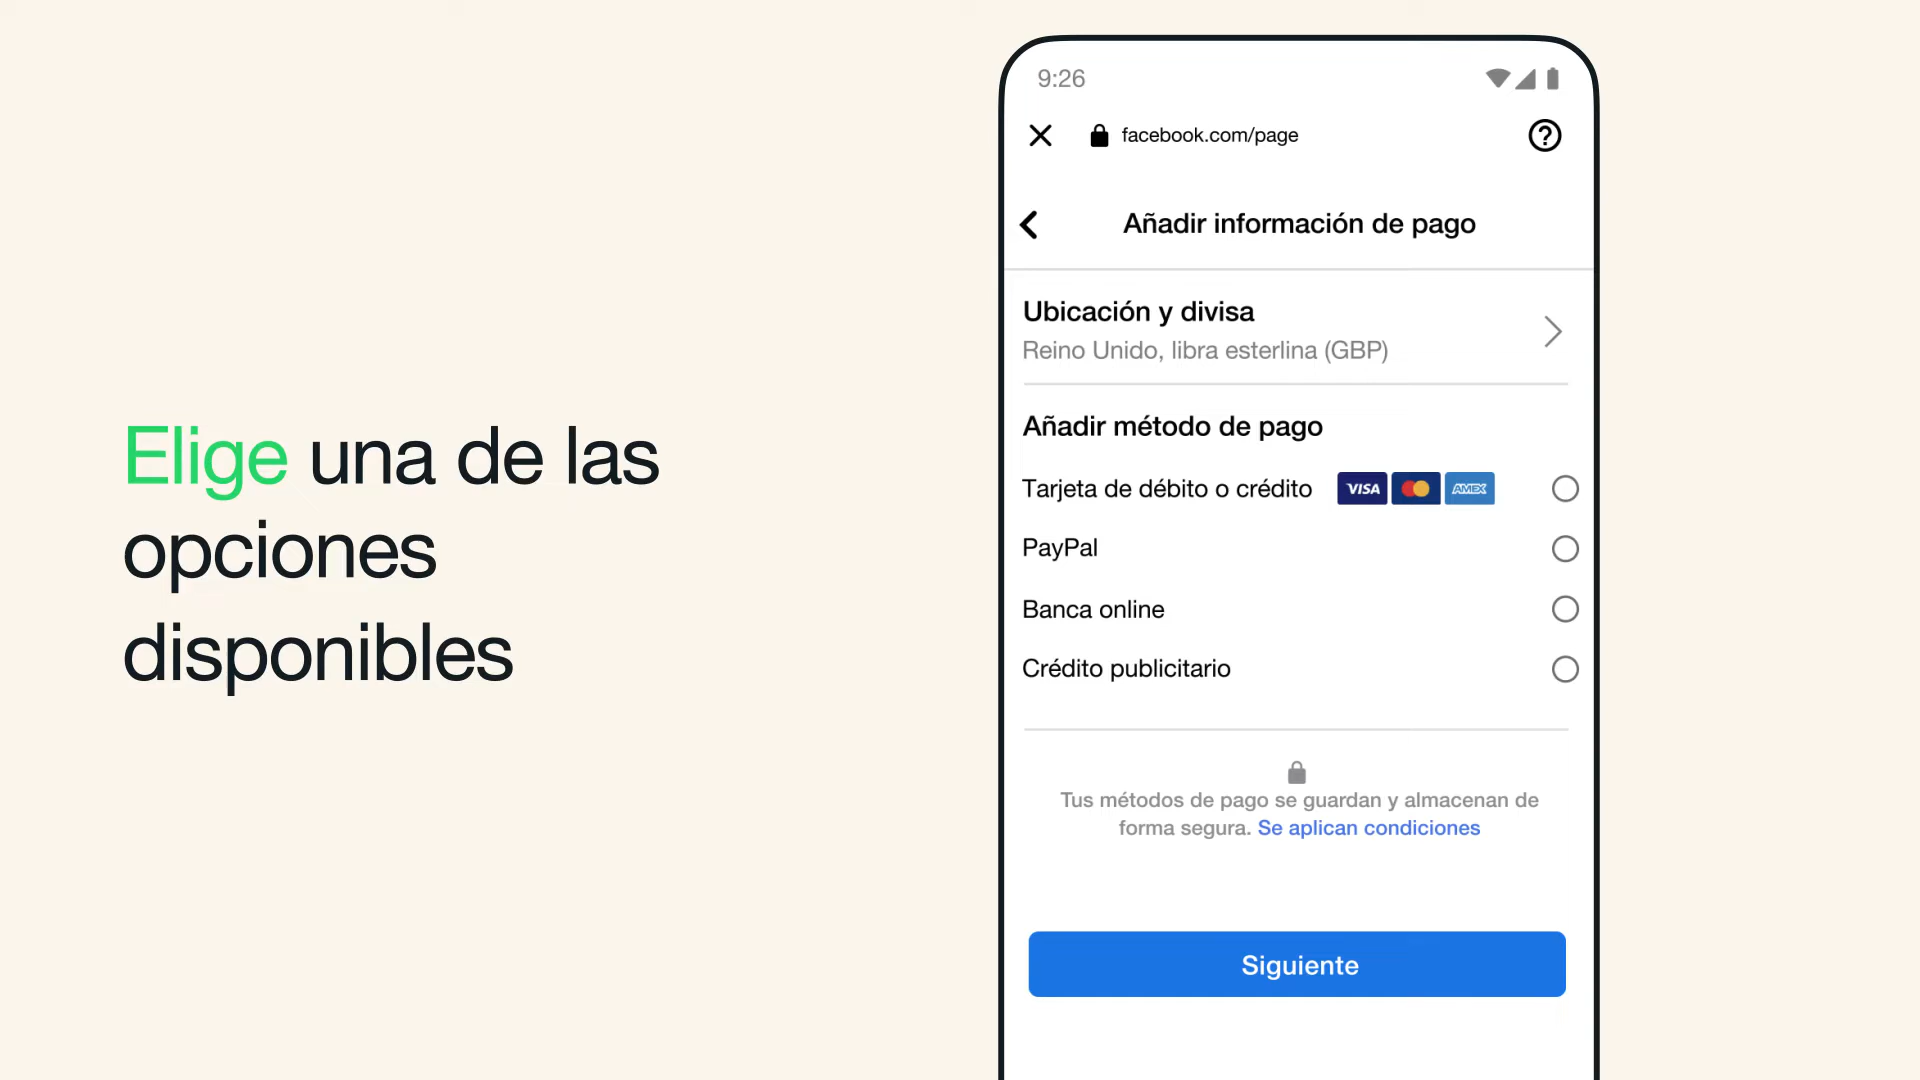 Elige una de las
opciones
disponibles
9:26
facebook.com/page
Añadir información de pago
Ubicación y divisa
Reino Unido, libra esterlina (GBP)
Añadir método de pago
Tarjeta de débito o crédito VISA AMEX
PayPal
Banca online
Crédito publicitario
Tus métodos de pago se guardan y almacenan de
forma segura. Se aplican condiciones
Siguiente